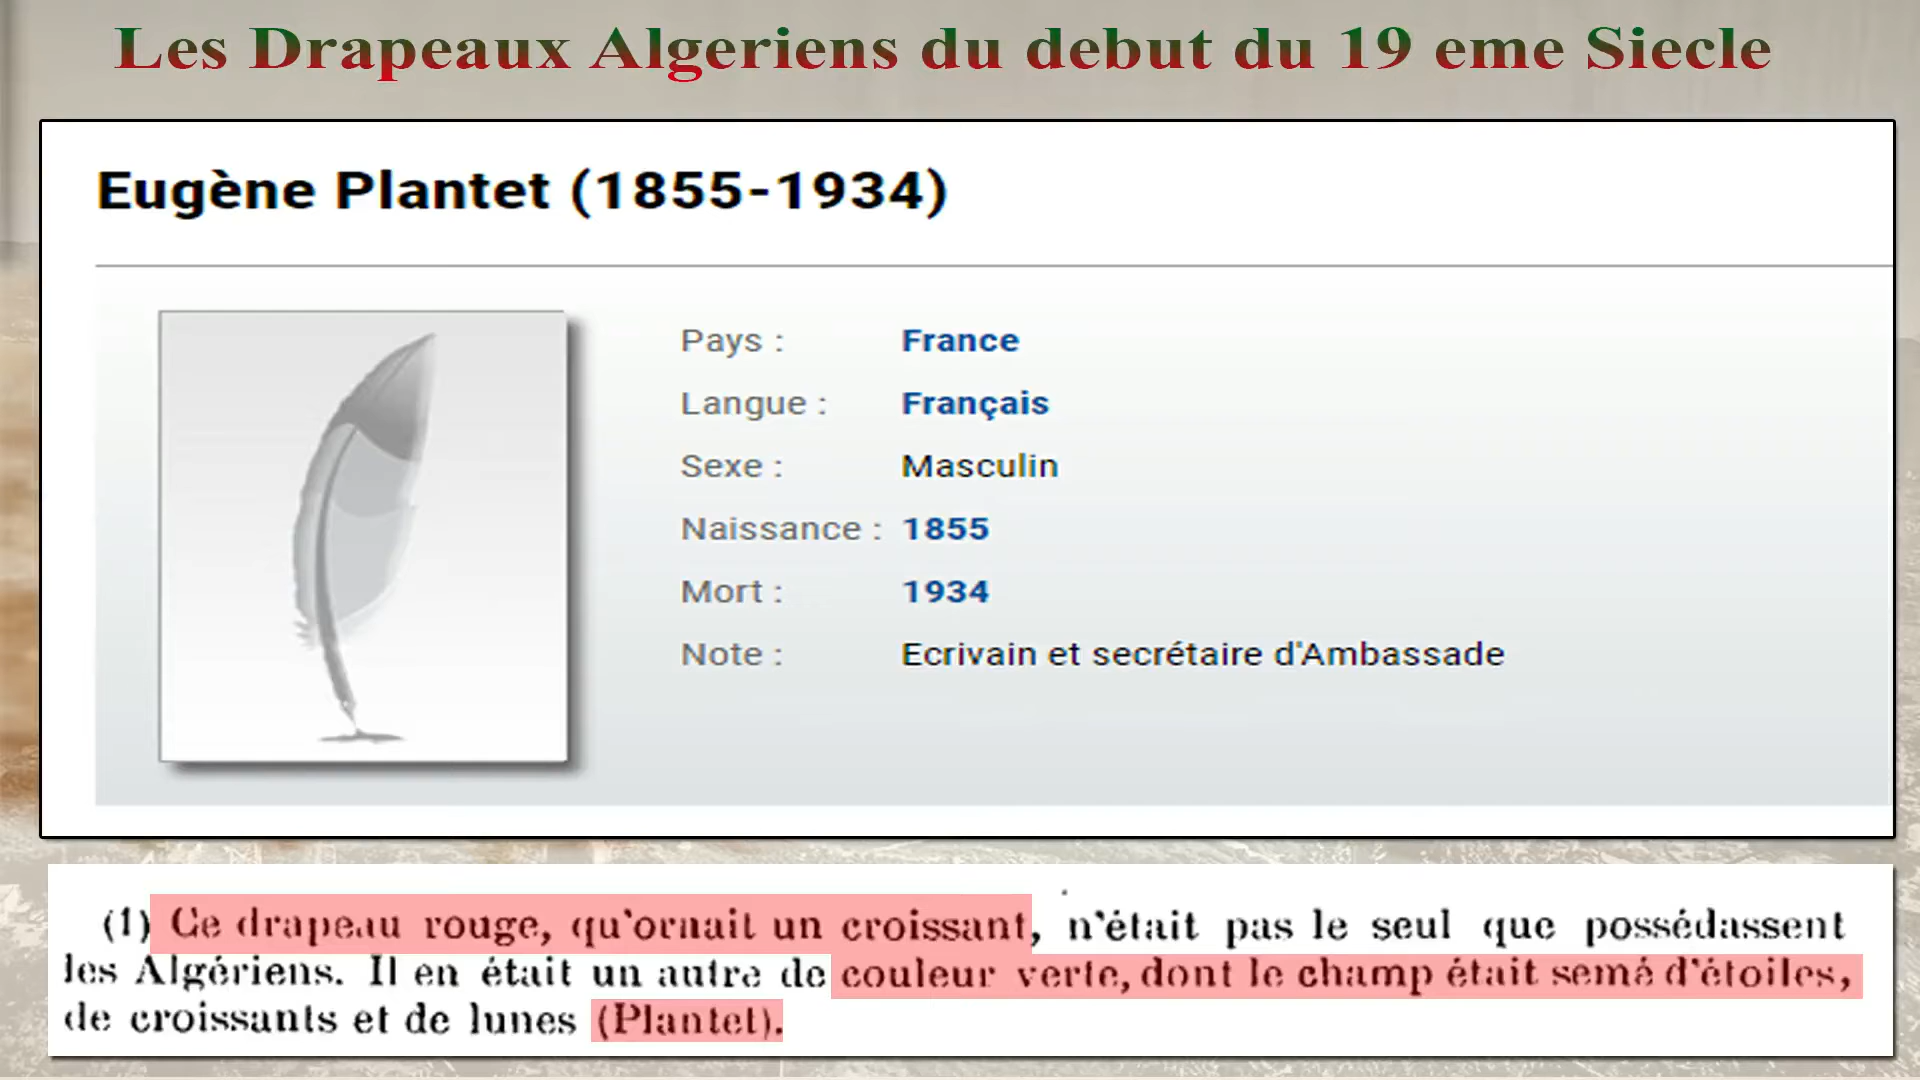 Les Drapeaux Algeriens du debut du 19 eme Siecle
Eugène Plantet (1855-1934)
Pays : France
Langue : Français
Sexe : Masculin
Naissance : 1855
Mort : 1934
Note : Ecrivain et secrétaire d'Ambassade
(1) Ce drapeau rouge, qu'ornait un croissant, n'était pas le seul que possédassent
les Algériens. Il en était un autre de couleur verte, dont le champ était semé d'étoiles,
de croissants et de lunes (Plantet).